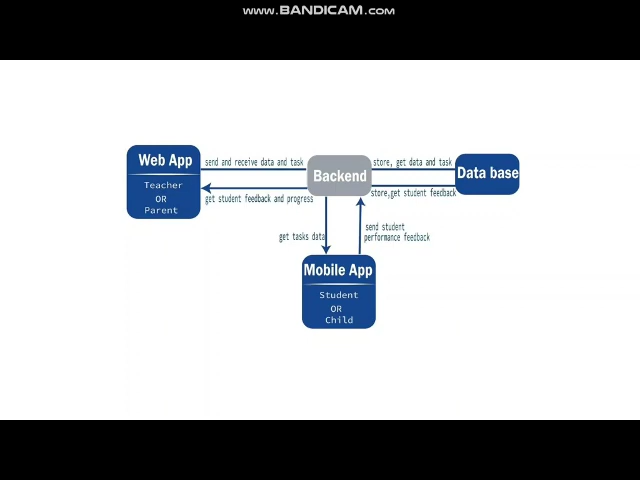 www.BANDICAM.com
Web App
Teacher
OR
Parent
send and receive data and task
get student feedback and progress
Backend
store, get data and task
store,get student feedback
Data base
get tasks data
send student
performance feedback
Mobile App
Student
OR
Child